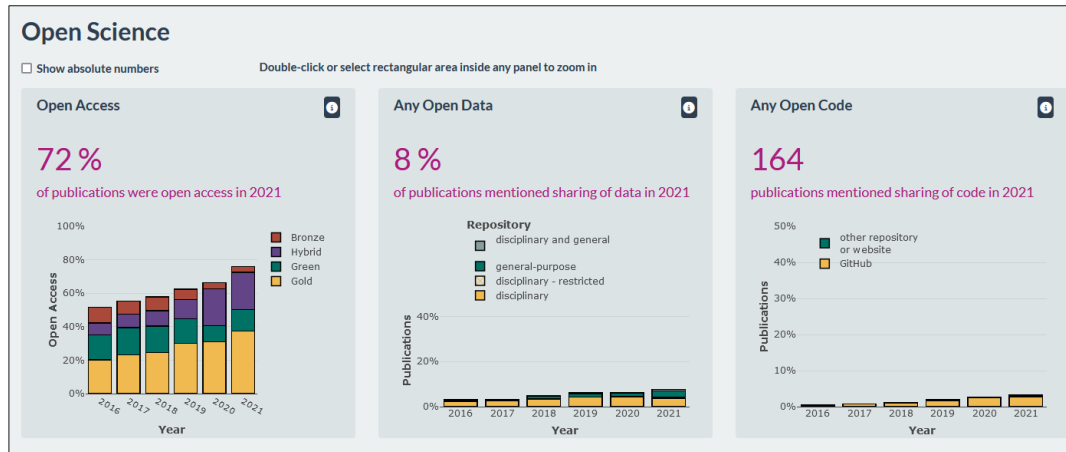 Open Science
Show absolute numbers
Double-click or select rectangular area inside any panel to zoom in
Open Access
72 %
of publications were open access in 2021
100%
80%
60%
40%
20%
0%
Open Access
Bronze
Hybrid
Green
Gold
2016
2017
2018
2019
2020
2021
Year
Any Open Data
8 %
of publications mentioned sharing of data in 2021
Repository
disciplinary and general
general-purpose
disciplinary - restricted
disciplinary
40%
20%
0%
Publications
2016
2017
2018
2019
2020
2021
Year
Any Open Code
164
publications mentioned sharing of code in 2021
50%
40%
30%
20%
10%
0%
Publications
other repository
or website
GitHub
2016
2017
2018
2019
2020
2021
Year